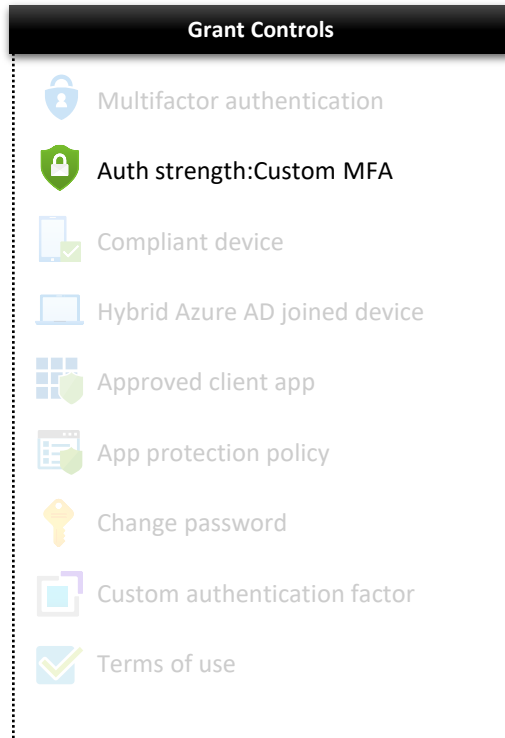 Grant Controls
Multifactor authentication
Auth strength:Custom MFA
Compliant device
Hybrid Azure AD joined device
Approved client app
App protection policy
Change password
Custom authentication factor
Terms of use